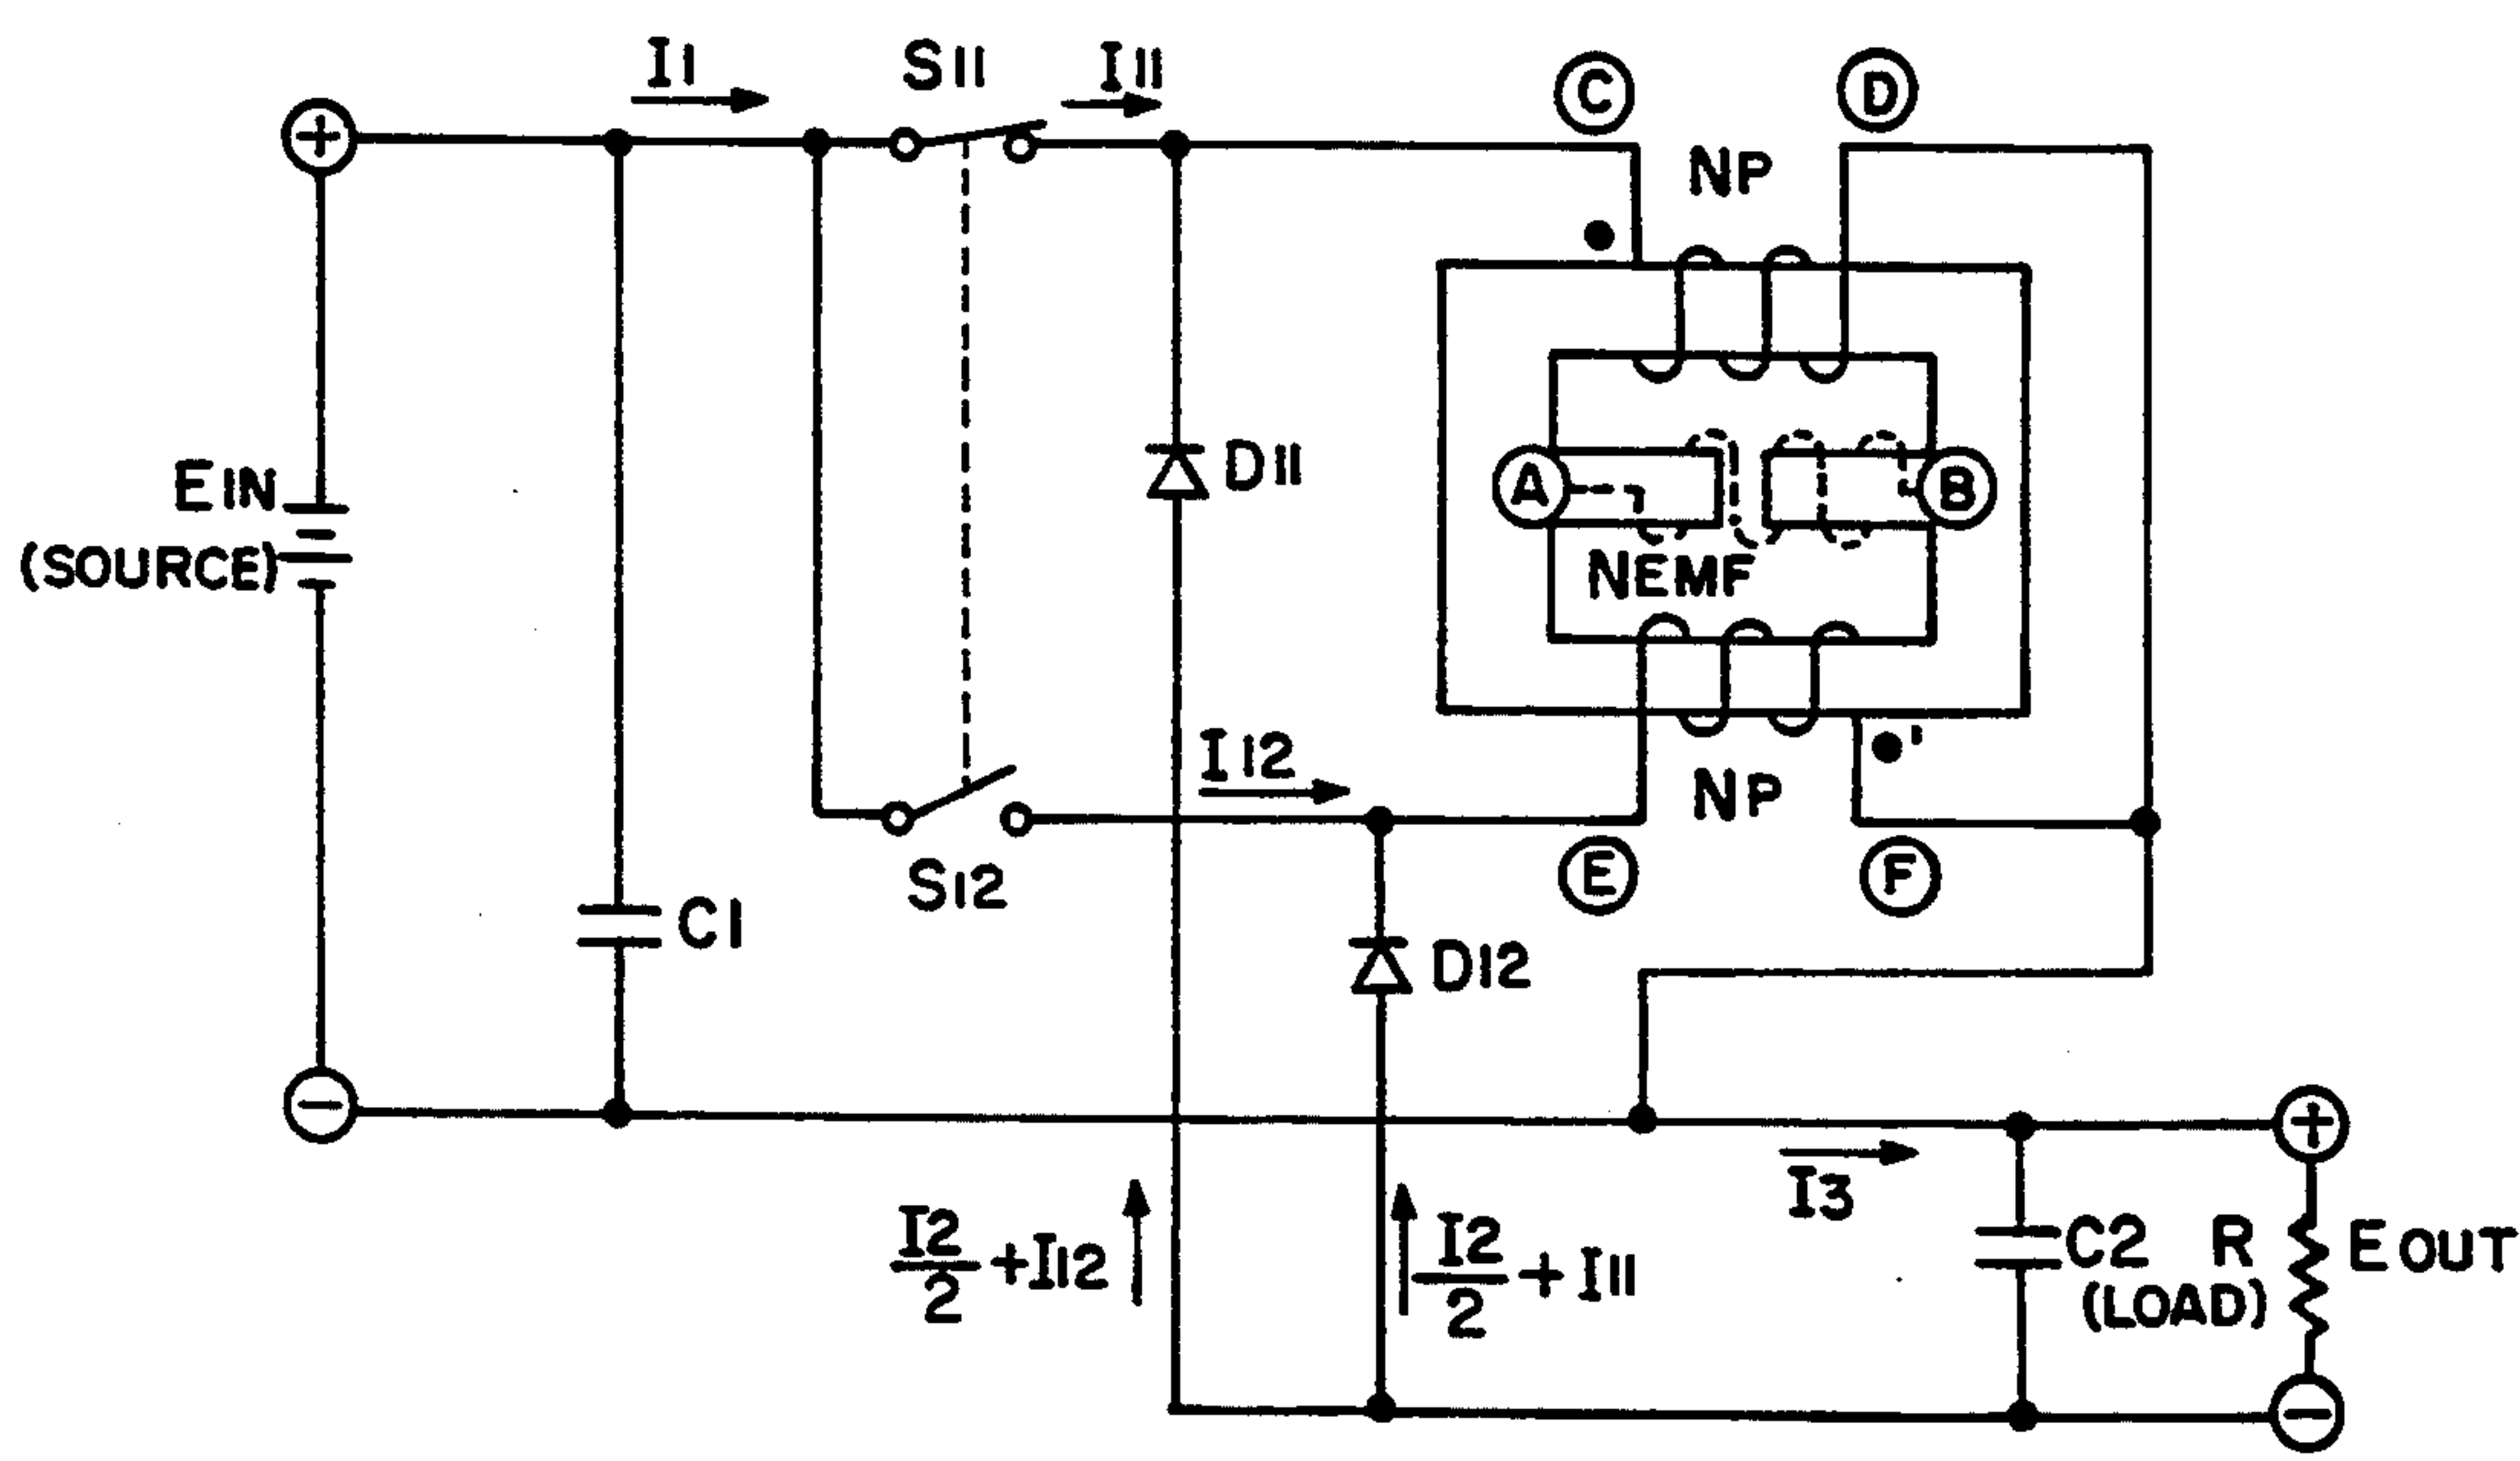 I1
S11
I11
C
D
NP
+
EIN
(SOURCE)
D11
A
B
NEMF
I12
NP
S12
E
F
C1
D12
−
+
I3
I2/2 +I12
I2/2 + I11
C2
R
(LOAD)
EOUT
−